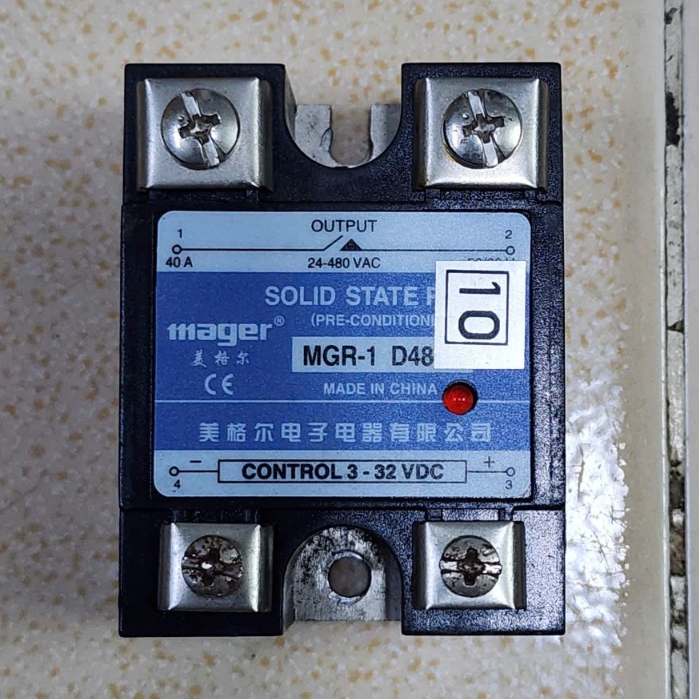 OUTPUT
1 2
40 A 24-480 VAC
SOLID STATE
(PRE-CONDITION
mager®
美格尔
MGR-1 D48
10
CE
MADE IN CHINA
美格尔电子电器有限公司
− +
CONTROL 3 - 32 VDC
4 3